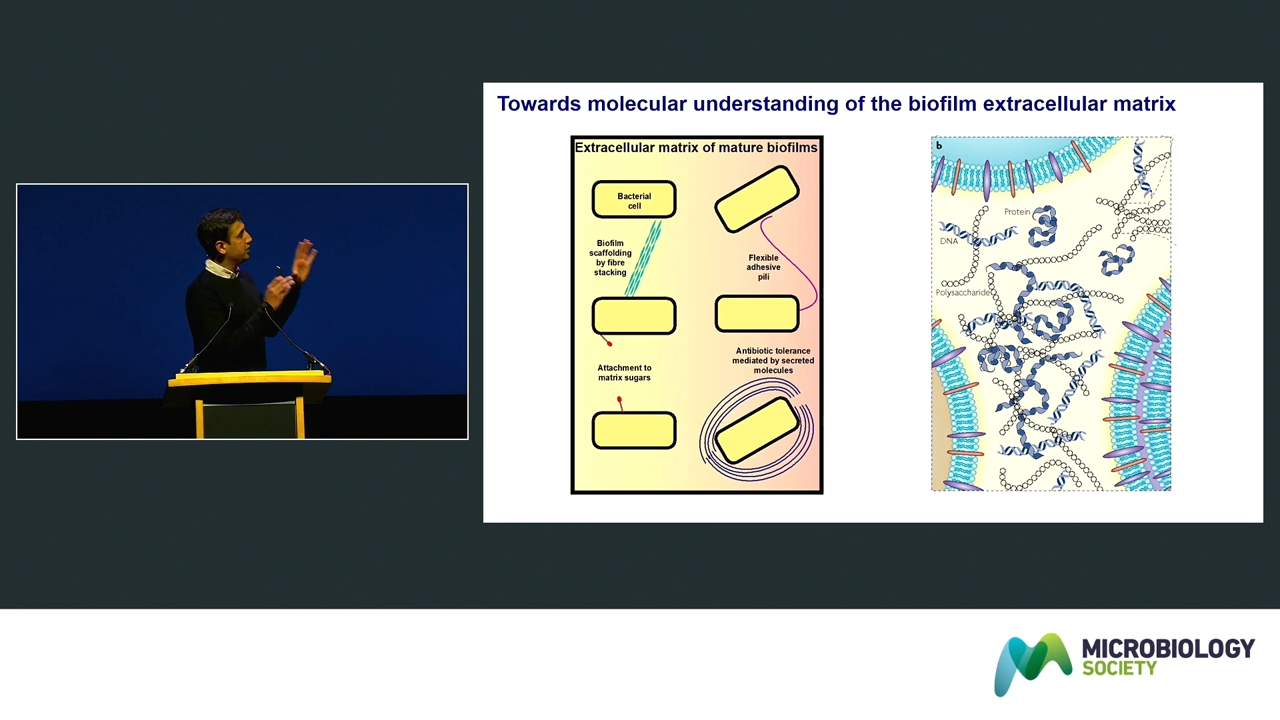 Towards molecular understanding of the biofilm extracellular matrix
Extracellular matrix of mature biofilms
Bacterial
cell
Biofilm
scaffolding
by fibre
stacking
Flexible
adhesive
pili
Attachment to
matrix sugars
Antibiotic tolerance
mediated by secreted
molecules
b
Protein
DNA
Polysaccharide
MICROBIOLOGY
SOCIETY